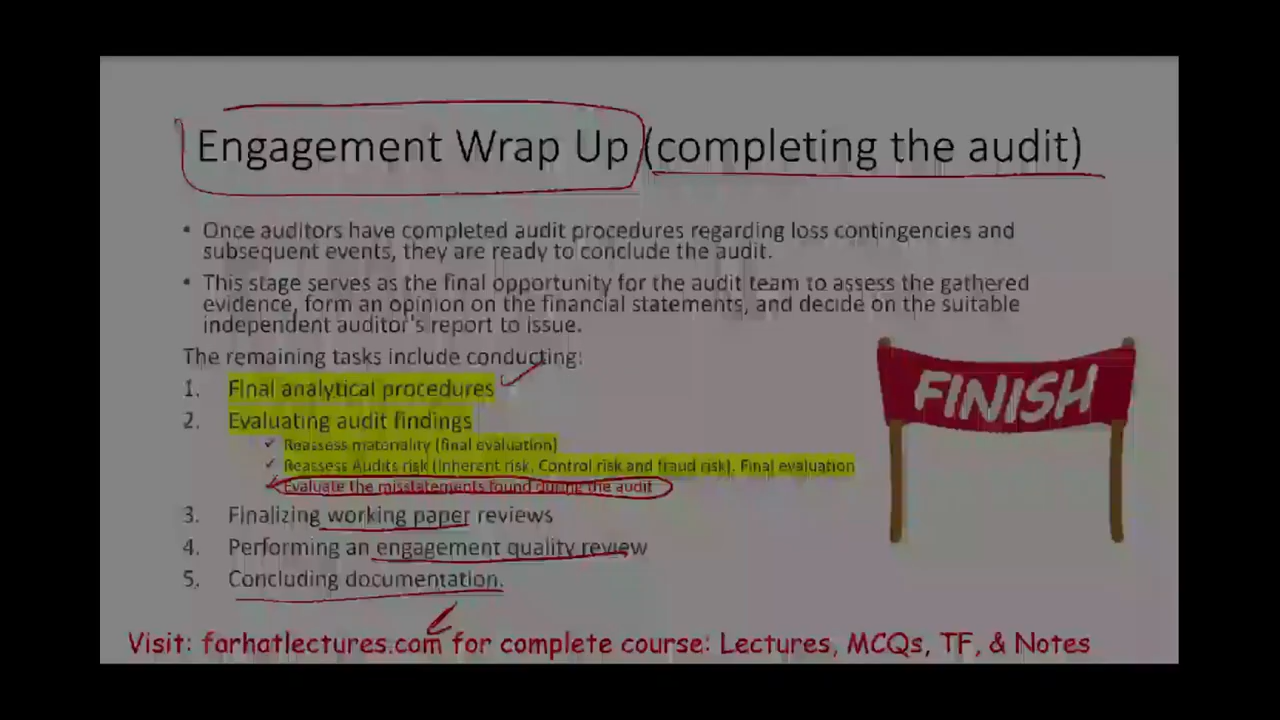 Engagement Wrap Up (completing the audit)
• Once auditors have completed audit procedures regarding loss contingencies and
subsequent events, they are ready to conclude the audit.
• This stage serves as the final opportunity for the audit team to assess the gathered
evidence, form an opinion on the financial statements, and decide on the suitable
independent auditor's report to issue.
The remaining tasks include conducting:
1. Final analytical procedures
2. Evaluating audit findings
✓ Reassess materiality (final evaluation)
✓ Reassess Audits risk (Inherent risk, Control risk and fraud risk). Final evaluation
✓ Evaluate the misstatements found during the audit
3. Finalizing working paper reviews
4. Performing an engagement quality review
5. Concluding documentation.
FINISH
Visit: farhatlectures.com for complete course: Lectures, MCQs, TF, & Notes